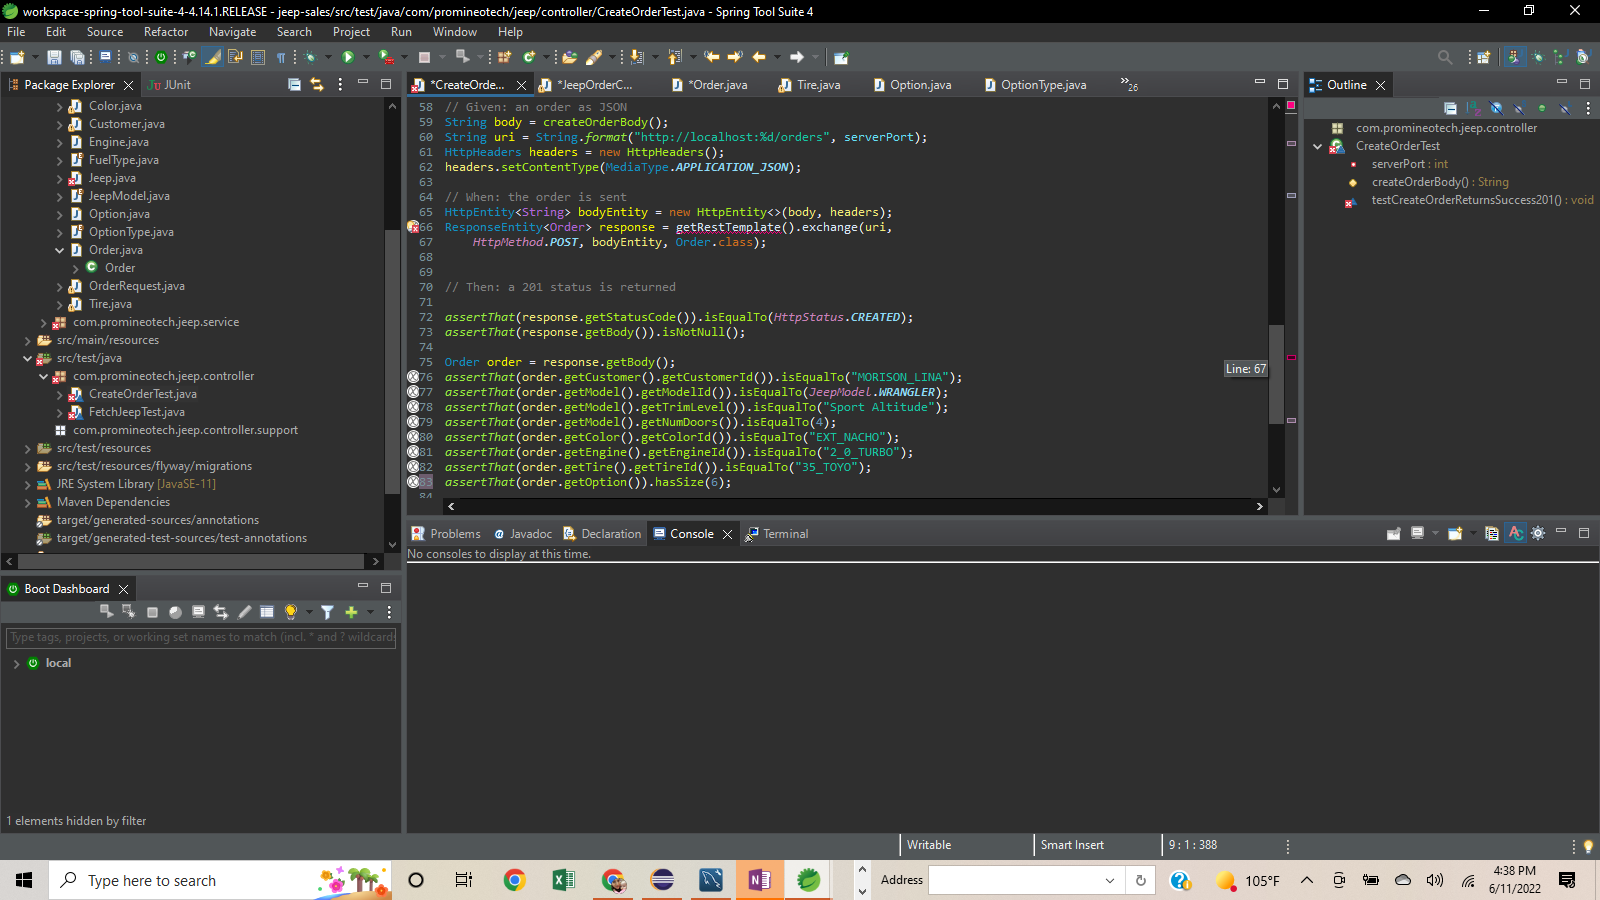 workspace-spring-tool-suite-4-4.14.1.RELEASE - jeep-sales/src/test/java/com/promineotech/jeep/controller/CreateOrderTest.java - Spring Tool Suite 4
File Edit Source Refactor Navigate Search Project Run Window Help
Package Explorer JUnit
Color.java
Customer.java
Engine.java
FuelType.java
Jeep.java
JeepModel.java
Option.java
OptionType.java
Order.java
Order
OrderRequest.java
Tire.java
com.promineotech.jeep.service
src/main/resources
src/test/java
com.promineotech.jeep.controller
CreateOrderTest.java
FetchJeepTest.java
com.promineotech.jeep.controller.support
src/test/resources
src/test/resources/flyway/migrations
JRE System Library [JavaSE-11]
Maven Dependencies
target/generated-sources/annotations
target/generated-test-sources/test-annotations
Boot Dashboard
Type tags, projects, or working set names to match (incl. * and ? wildcards
local
1 elements hidden by filter
*CreateOrde... *JeepOrderC... *Order.java Tire.java Option.java OptionType.java »26
58 // Given: an order as JSON
59 String body = createOrderBody();
60 String uri = String.format("http://localhost:%d/orders", serverPort);
61 HttpHeaders headers = new HttpHeaders();
62 headers.setContentType(MediaType.APPLICATION_JSON);
63
64 // When: the order is sent
65 HttpEntity<String> bodyEntity = new HttpEntity<>(body, headers);
66 ResponseEntity<Order> response = getRestTemplate().exchange(uri,
67 HttpMethod.POST, bodyEntity, Order.class);
68
69
70 // Then: a 201 status is returned
71
72 assertThat(response.getStatusCode()).isEqualTo(HttpStatus.CREATED);
73 assertThat(response.getBody()).isNotNull();
74
75 Order order = response.getBody();
76 assertThat(order.getCustomer().getCustomerId()).isEqualTo("MORISON_LINA");
77 assertThat(order.getModel().getModelId()).isEqualTo(JeepModel.WRANGLER);
78 assertThat(order.getModel().getTrimLevel()).isEqualTo("Sport Altitude");
79 assertThat(order.getModel().getNumDoors()).isEqualTo(4);
80 assertThat(order.getColor().getColorId()).isEqualTo("EXT_NACHO");
81 assertThat(order.getEngine().getEngineId()).isEqualTo("2_0_TURBO");
82 assertThat(order.getTire().getTireId()).isEqualTo("35_TOYO");
83 assertThat(order.getOption()).hasSize(6);
84
Line: 67
Outline
com.promineotech.jeep.controller
CreateOrderTest
serverPort : int
createOrderBody() : String
testCreateOrderReturnsSuccess201() : void
Problems Javadoc Declaration Console Terminal
No consoles to display at this time.
Writable Smart Insert 9 : 1 : 388
Type here to search
Address
105°F
4:38 PM
6/11/2022